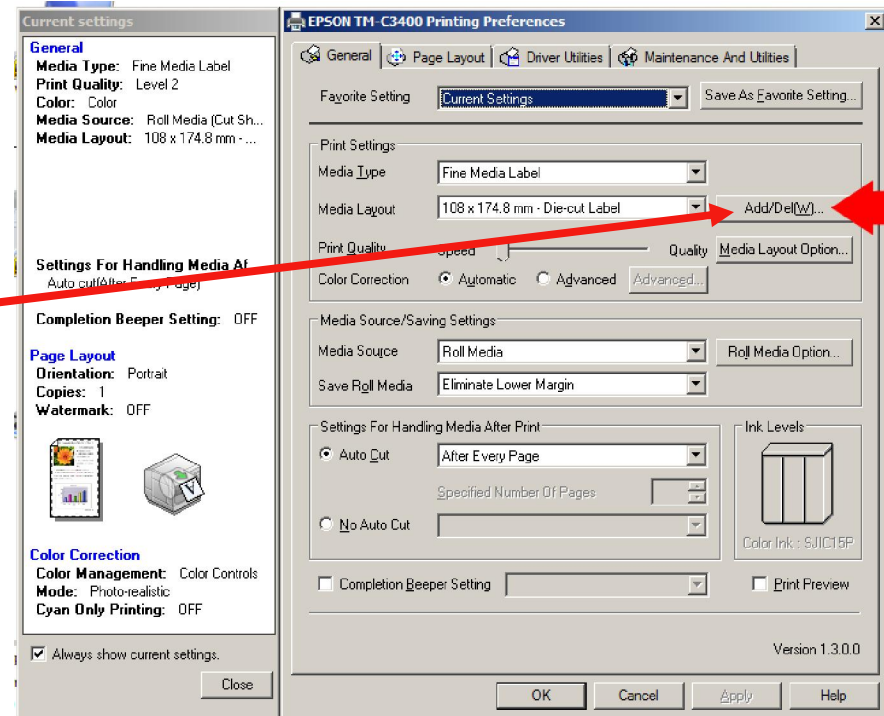 Current settings
General
Media Type: Fine Media Label
Print Quality: Level 2
Color: Color
Media Source: Roll Media (Cut Sh...
Media Layout: 108 x 174.8 mm - ...
Settings For Handling Media Af
Auto cut(After Every Page)
Completion Beeper Setting: OFF
Page Layout
Orientation: Portrait
Copies: 1
Watermark: OFF
Color Correction
Color Management: Color Controls
Mode: Photo-realistic
Cyan Only Printing: OFF
Always show current settings.
Close
EPSON TM-C3400 Printing Preferences
General Page Layout Driver Utilities Maintenance And Utilities
Favorite Setting Current Settings Save As Favorite Setting...
Print Settings
Media Type Fine Media Label
Media Layout 108 x 174.8 mm - Die-cut Label Add/Del(W)...
Print Quality Speed Quality Media Layout Option...
Color Correction Automatic Advanced Advanced...
Media Source/Saving Settings
Media Source Roll Media Roll Media Option...
Save Roll Media Eliminate Lower Margin
Settings For Handling Media After Print Ink Levels
Auto Cut After Every Page
Specified Number Of Pages
No Auto Cut
Color Ink : SJIC15P
Completion Beeper Setting Print Preview
Version 1.3.0.0
OK Cancel Apply Help